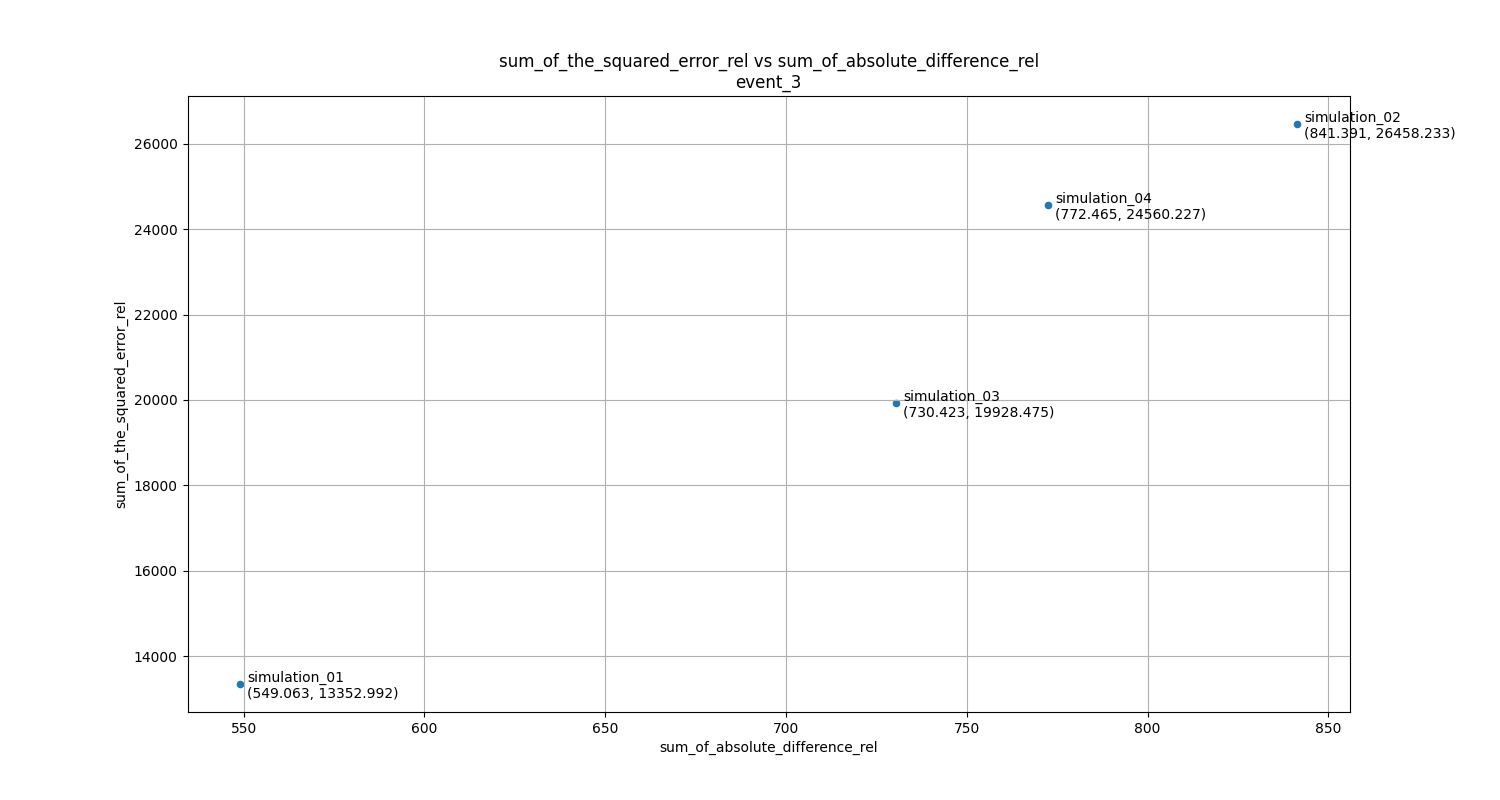 sum_of_the_squared_error_rel vs sum_of_absolute_difference_rel
event_3
sum_of_the_squared_error_rel
26000
24000
22000
20000
18000
16000
14000
simulation_02
(841.391, 26458.233)
simulation_04
(772.465, 24560.227)
simulation_03
(730.423, 19928.475)
simulation_01
(549.063, 13352.992)
550
600
650
700
750
800
850
sum_of_absolute_difference_rel